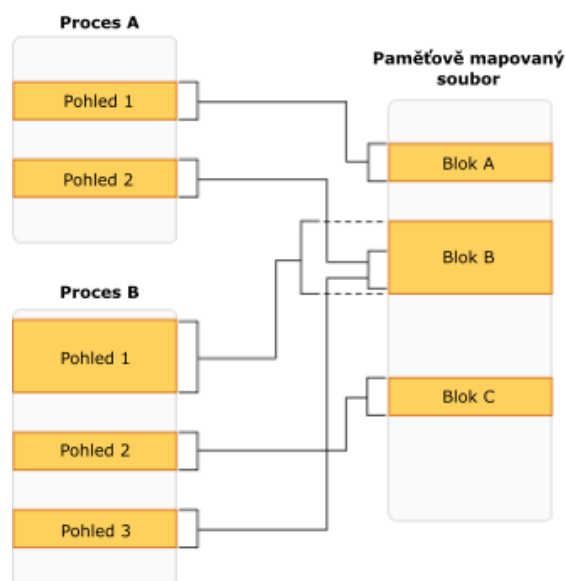 Proces A
Pohled 1
Pohled 2
Proces B
Pohled 1
Pohled 2
Pohled 3
Paměťově mapovaný
soubor
Blok A
Blok B
Blok C